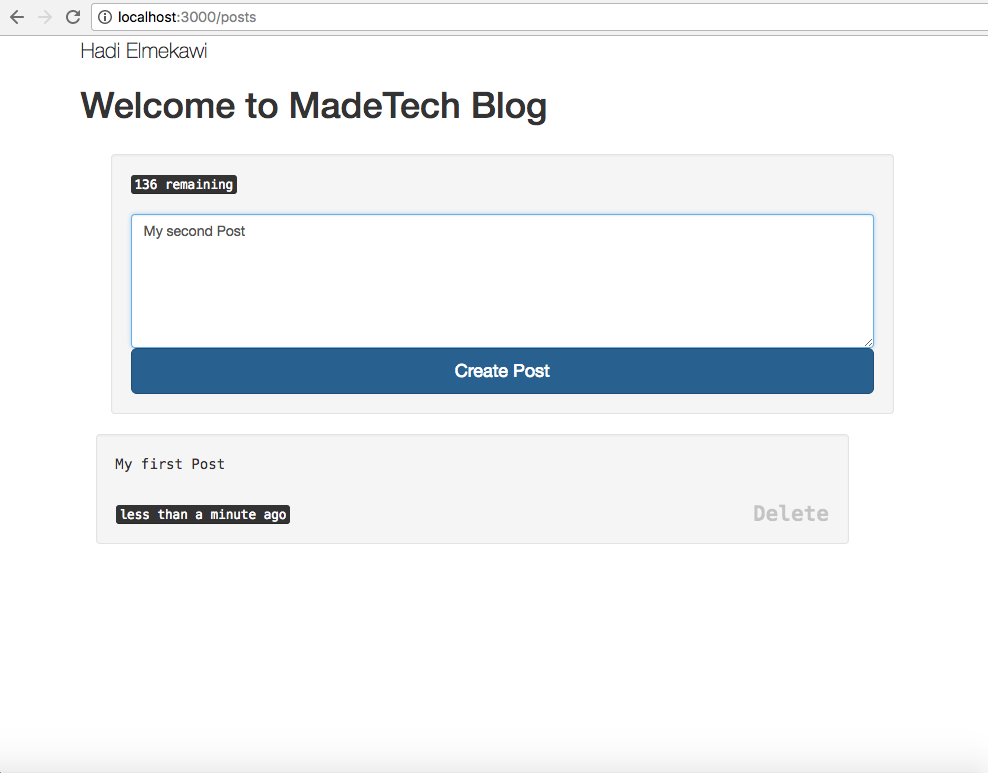 localhost:3000/posts
Hadi Elmekawi
Welcome to MadeTech Blog
136 remaining
My second Post
Create Post
My first Post
less than a minute ago Delete